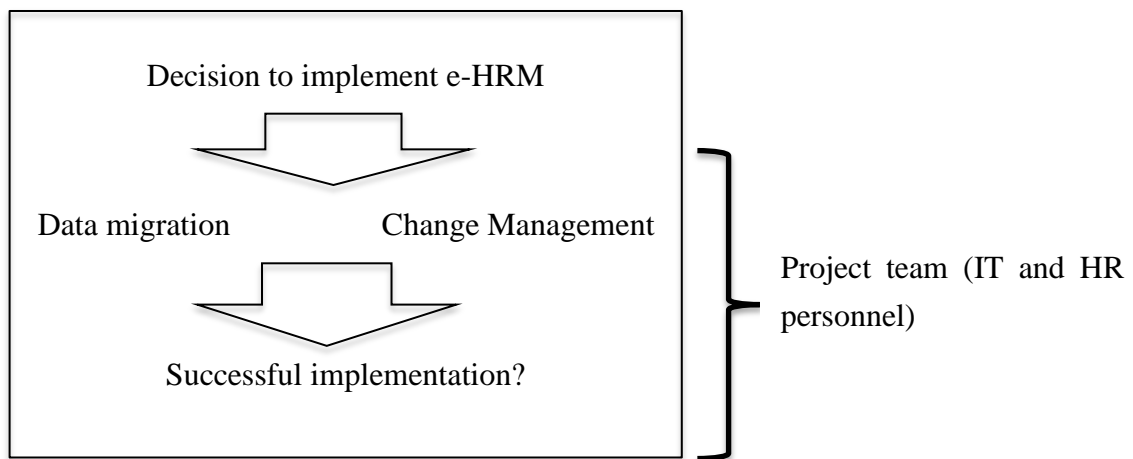 Decision to implement e-HRM
Data migration
Change Management
Project team (IT and HR
personnel)
Successful implementation?